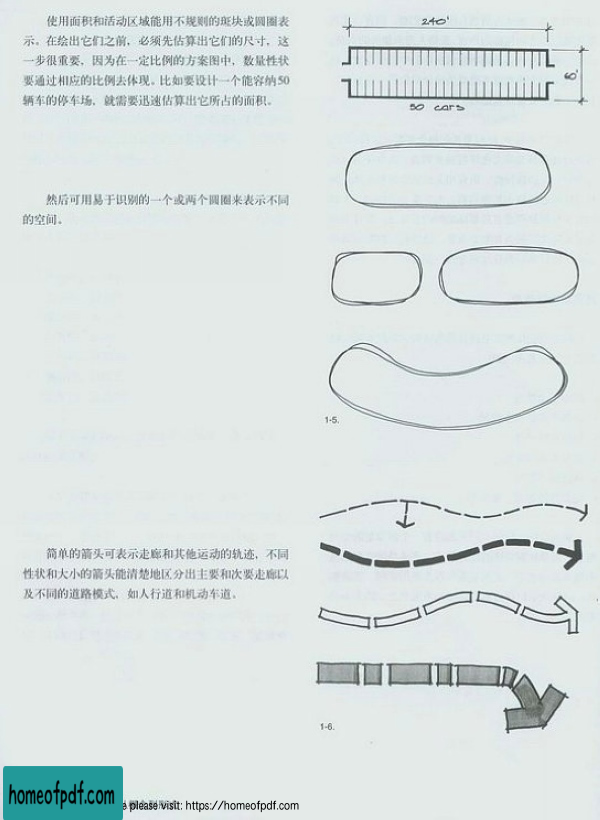 使用面积和活动区域能用不规则的斑块或圆圈表
示。在绘出它们之前，必须先估算出它们的尺寸，这
一步很重要，因为在一定比例的方案图中，数量性状
要通过相应的比例去体现。比如要设计一个能容纳50
辆车的停车场，就需要迅速估算出它所占的面积。
240'
60'
50 cars
然后可用易于识别的一个或两个圆圈来表示不同
的空间。
1-5.
简单的箭头可表示走廊和其他运动的轨迹，不同
性状和大小的箭头能清楚地区分出主要和次要走廊以
及不同的道路模式，如人行道和机动车道。
1-6.
homeofpdf.com
e please visit: https://homeofpdf.com